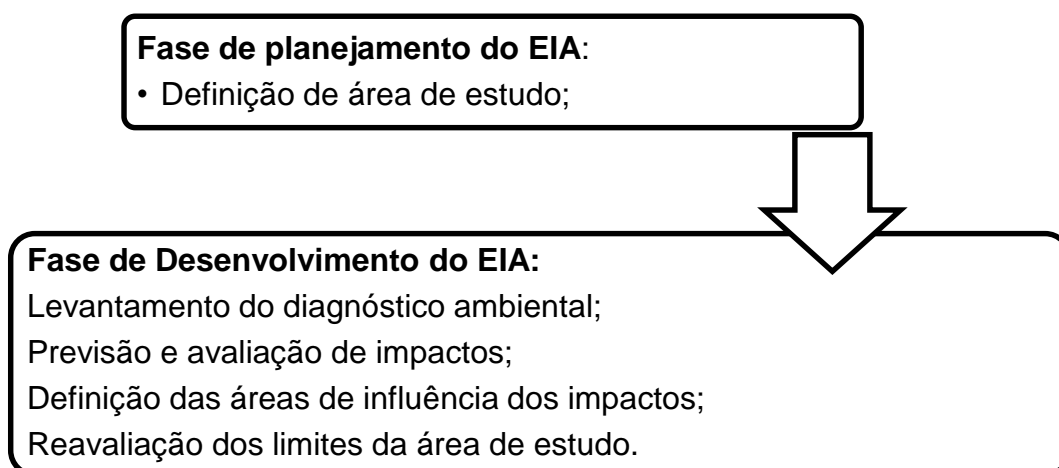 Fase de planejamento do EIA:
• Definição de área de estudo;
Fase de Desenvolvimento do EIA:
Levantamento do diagnóstico ambiental;
Previsão e avaliação de impactos;
Definição das áreas de influência dos impactos;
Reavaliação dos limites da área de estudo.